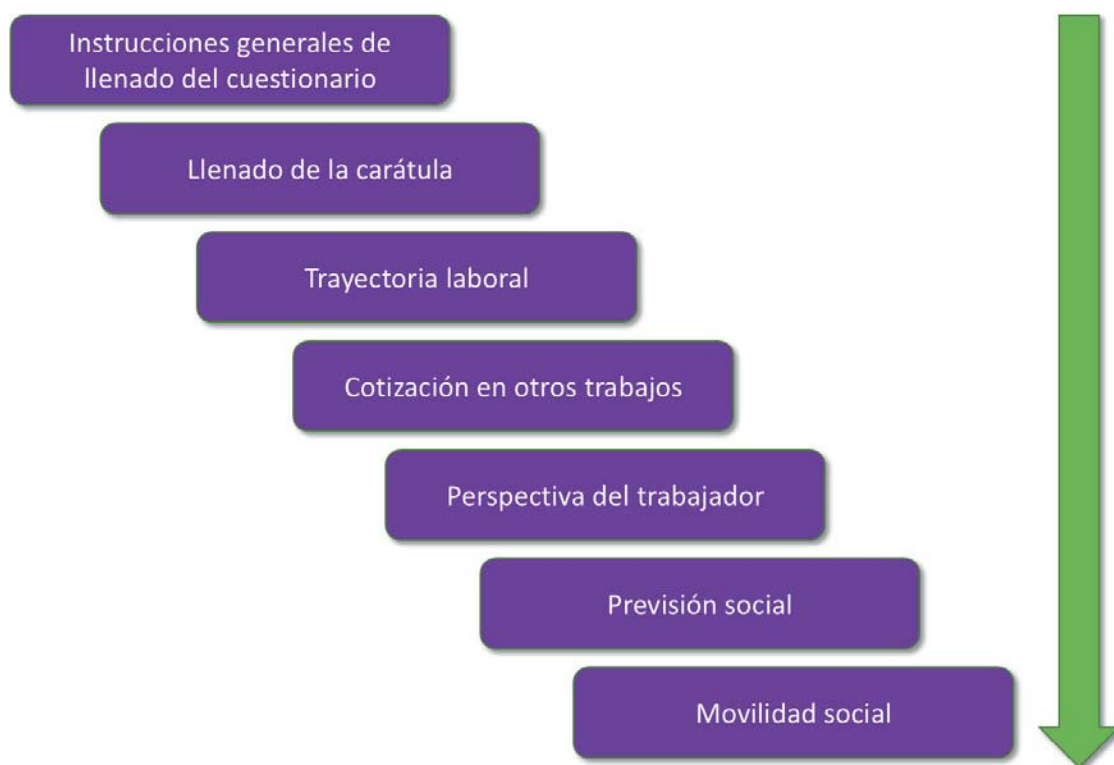 Instrucciones generales de
llenado del cuestionario
Llenado de la carátula
Trayectoria laboral
Cotización en otros trabajos
Perspectiva del trabajador
Previsión social
Movilidad social